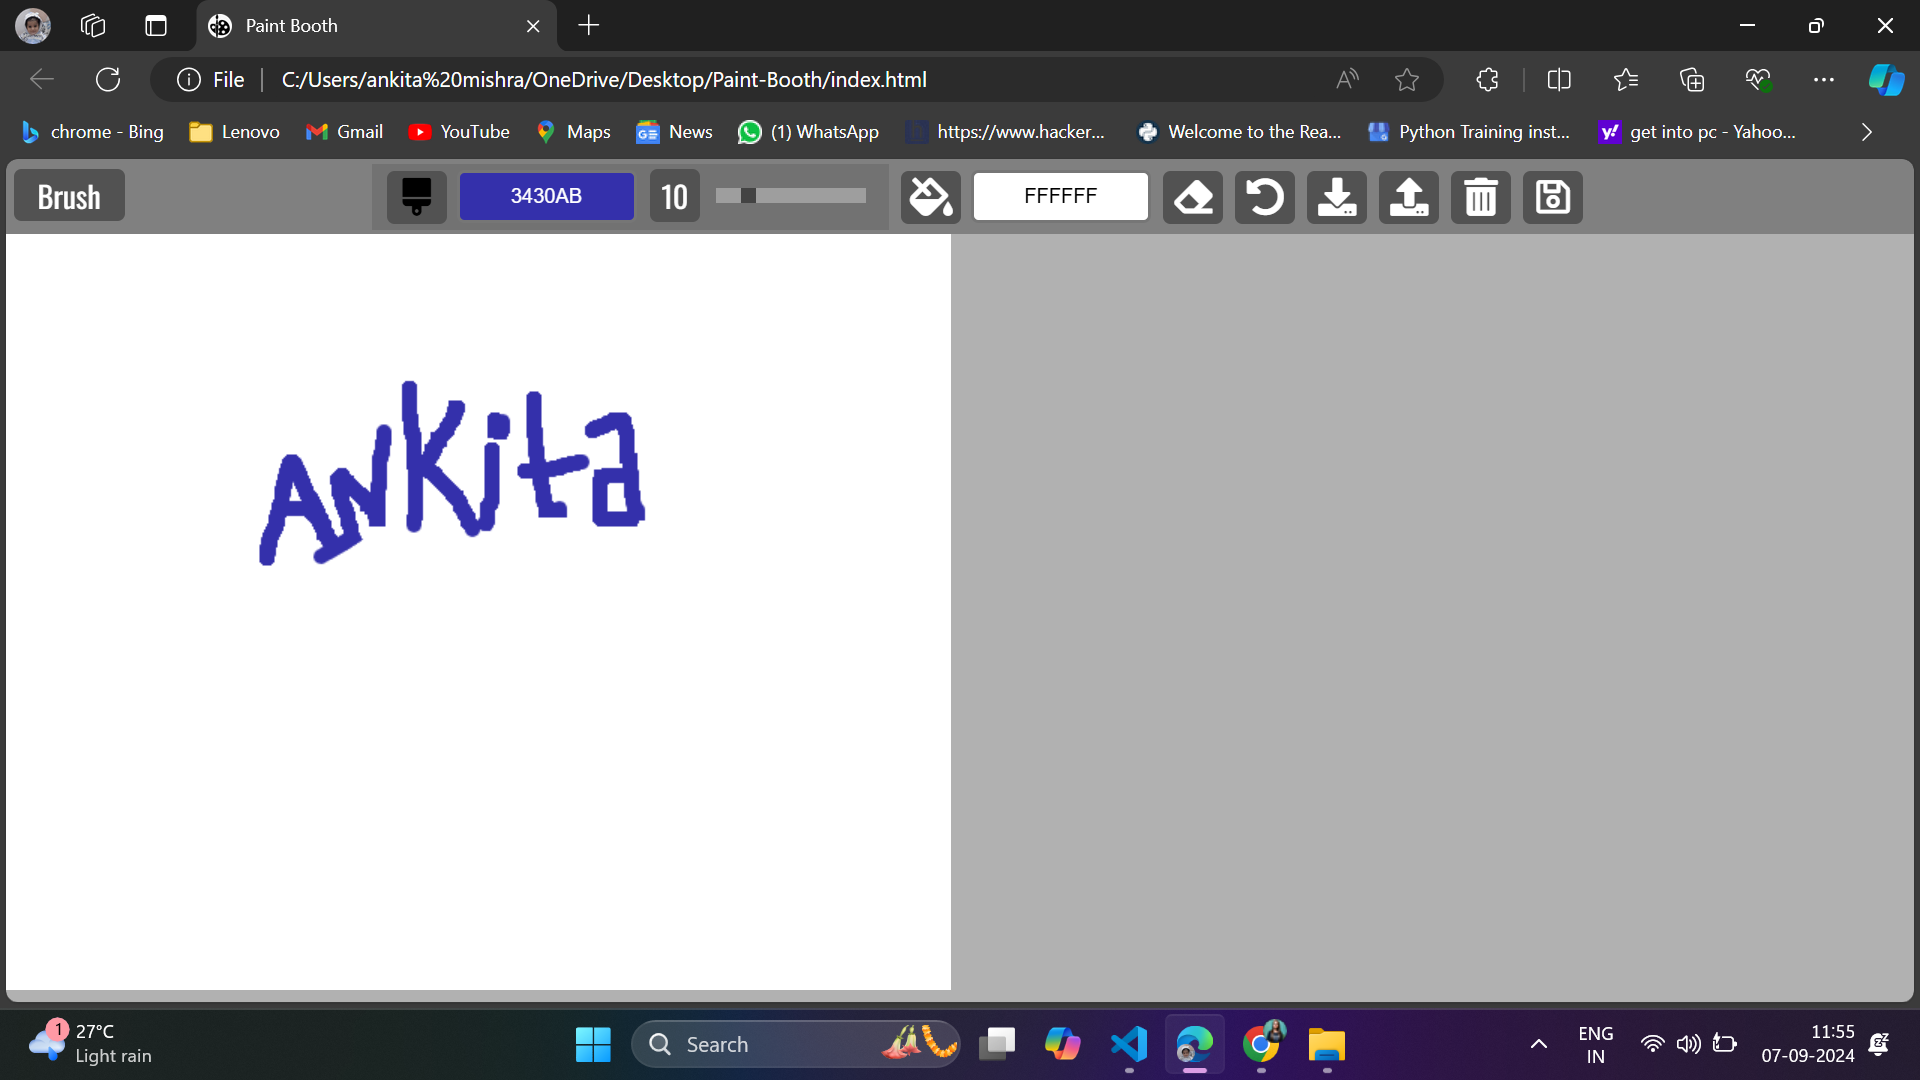 Paint Booth
File C:/Users/ankita%20mishra/OneDrive/Desktop/Paint-Booth/index.html
chrome - Bing Lenovo Gmail YouTube Maps News (1) WhatsApp https://www.hacker... Welcome to the Rea... Python Training inst... y! get into pc - Yahoo...
Brush 3430AB 10 FFFFFF
ANKita
1 27°C
Light rain
Search
ENG
IN
11:55
07-09-2024